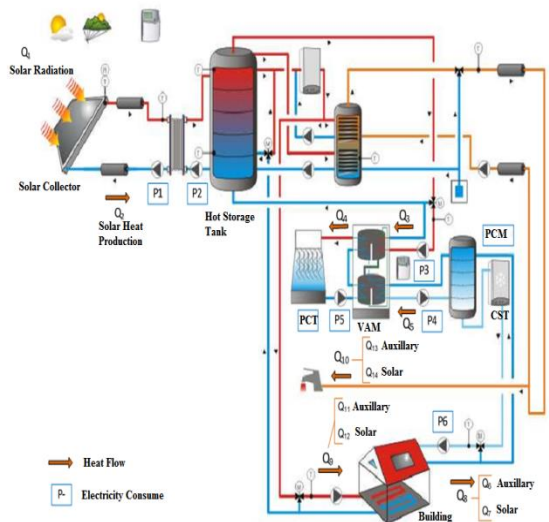 Q1
Solar Radiation
Solar Collector
Q2
Solar Heat
Production
P1
P2
Hot Storage
Tank
Q4
Q3
PCM
P3
PCT
P5
VAM
Q5
P4
CST
Q10
Q13 Auxillary
Q14 Solar
Q11 Auxillary
Q12 Solar
Q9
P6
Heat Flow
P- Electricity Consume
Building
Q8
Q6 Auxillary
Q7 Solar